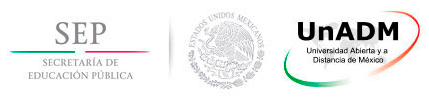 SEP
SECRETARÍA DE
EDUCACIÓN PÚBLICA
ESTADOS UNIDOS MEXICANOS
UnADM
Universidad Abierta y a
Distancia de México